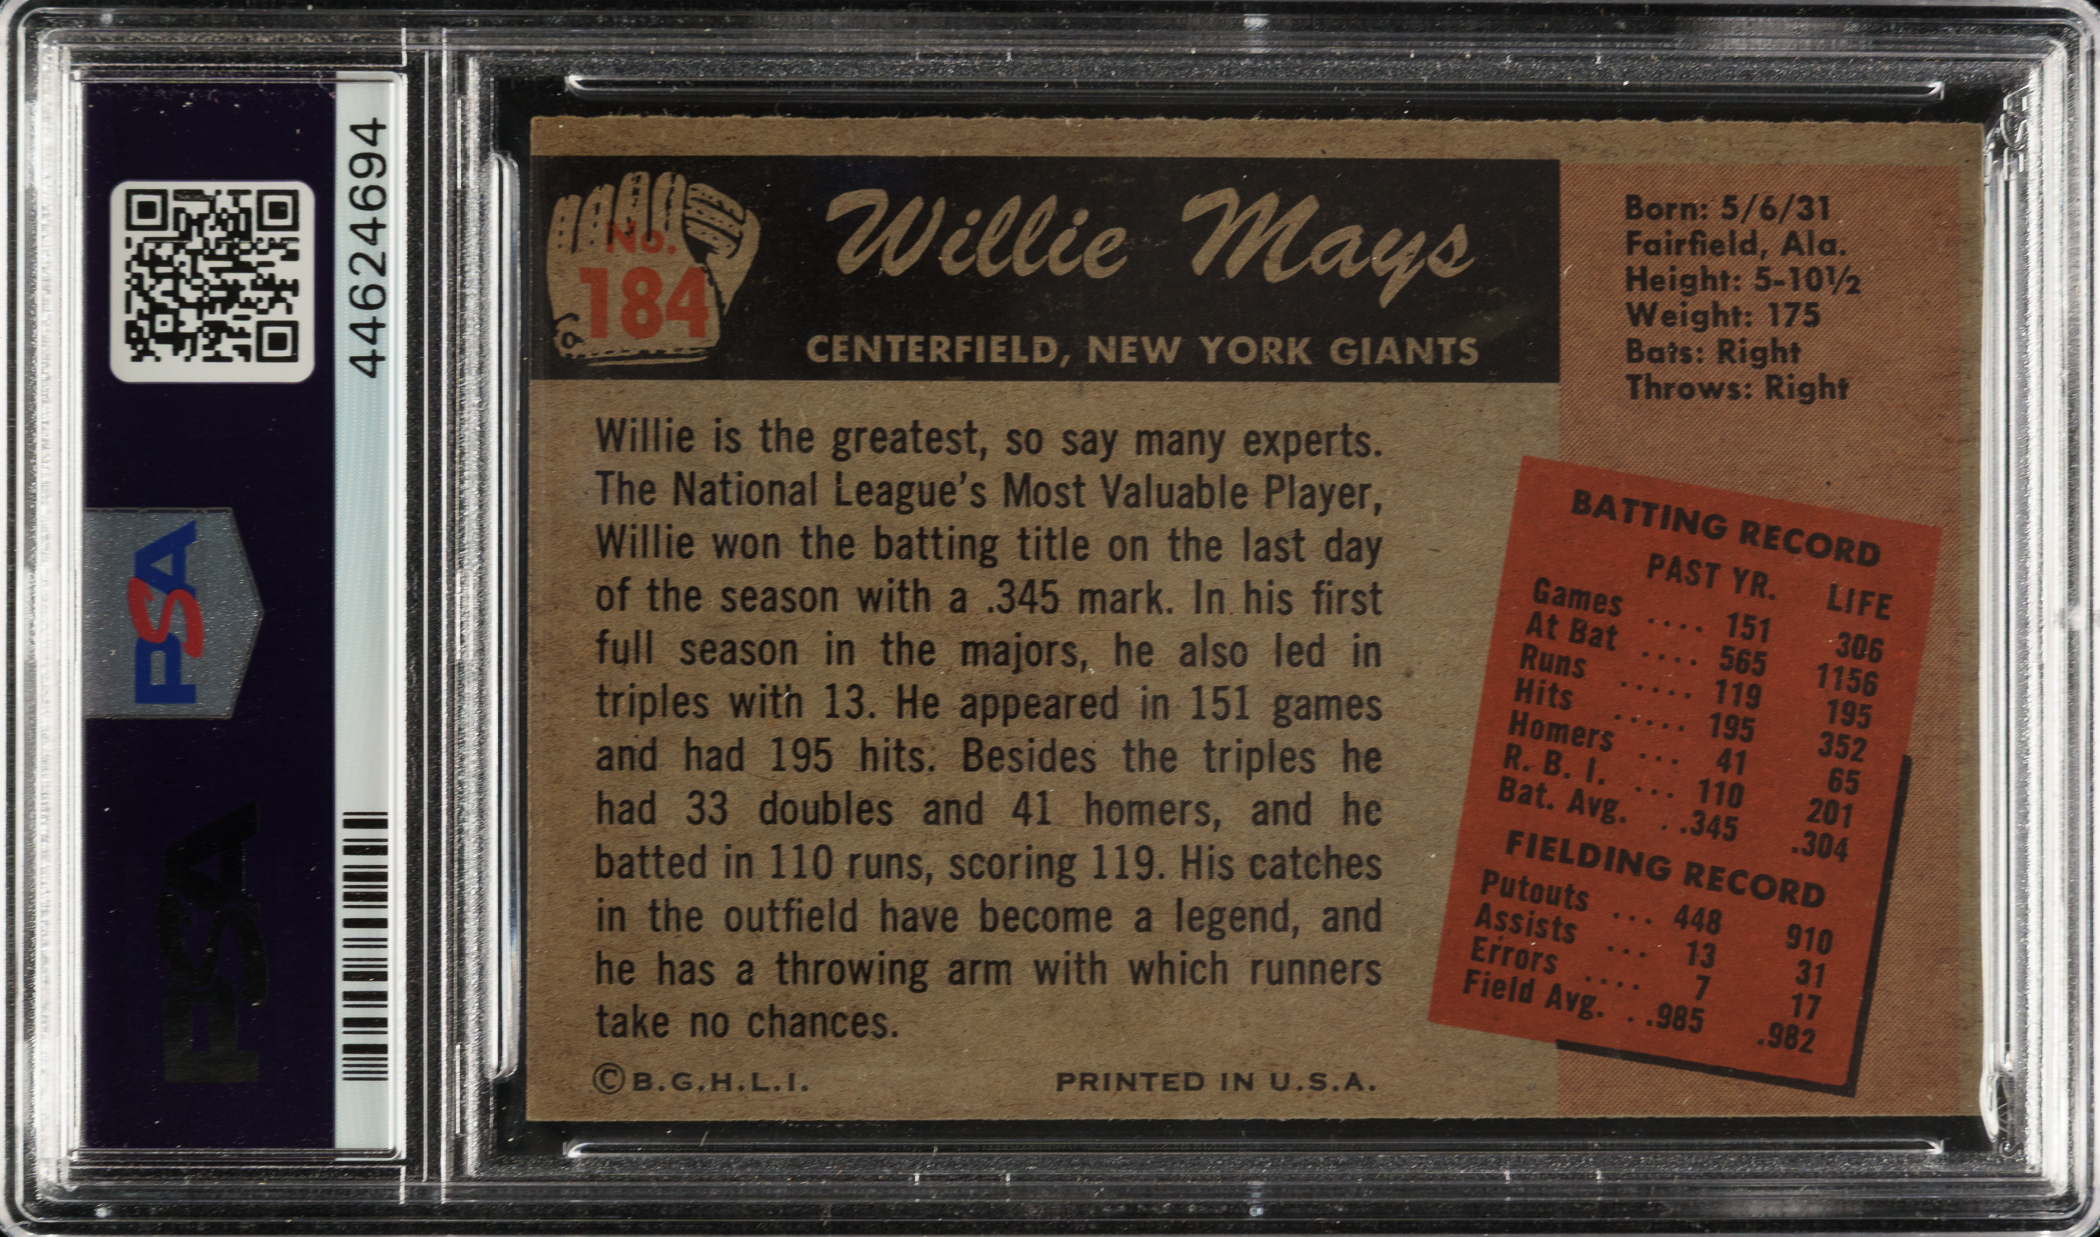 44624694
PSA
PSA
No.
184
Willie Mays
CENTERFIELD, NEW YORK GIANTS
Born: 5/6/31
Fairfield, Ala.
Height: 5-10½
Weight: 175
Bats: Right
Throws: Right
Willie is the greatest, so say many experts.
The National League's Most Valuable Player,
Willie won the batting title on the last day
of the season with a .345 mark. In his first
full season in the majors, he also led in
triples with 13. He appeared in 151 games
and had 195 hits. Besides the triples he
had 33 doubles and 41 homers, and he
batted in 110 runs, scoring 119. His catches
in the outfield have become a legend, and
he has a throwing arm with which runners
take no chances.
©B.G.H.L.I. PRINTED IN U.S.A.
BATTING RECORD
PAST YR. LIFE
Games .... 151 306
At Bat .... 565 1156
Runs ..... 119 195
Hits ..... 195 352
Homers ... 41 65
R. B. I. ... 110 201
Bat. Avg. . .345 .304
FIELDING RECORD
Putouts ... 448 910
Assists ... 13 31
Errors .... 7 17
Field Avg. . .985 .982